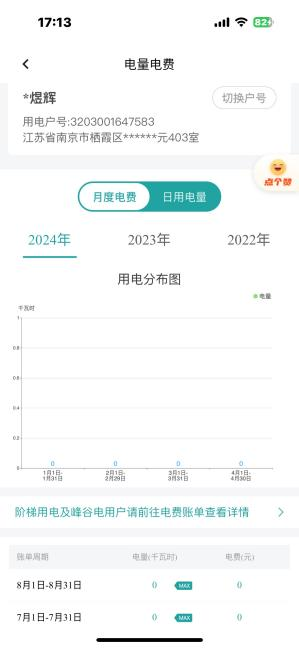 17:13
82
电量电费
*煜辉
切换户号
用电户号:3203001647583
江苏省南京市栖霞区******元403室
点个赞
月度电费
日用电量
2024年
2023年
2022年
用电分布图
电量
千瓦时
1
0.8
0.6
0.4
0.2
0
0
0
0
0
1月1日-
1月31日
2月1日-
2月29日
3月1日-
3月31日
4月1日-
4月30日
阶梯用电及峰谷电用户请前往电费账单查看详情
账单周期
电量(千瓦时)
电费(元)
8月1日-8月31日
0
MAX
0
7月1日-7月31日
0
MAX
0